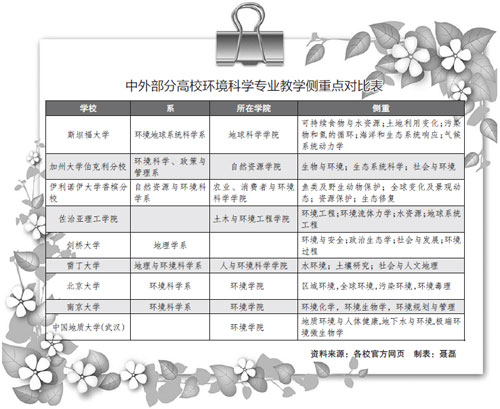 中外部分高校环境科学专业教学侧重点对比表
学校 系 所在学院 侧重
斯坦福大学 环境地球系统科学系 地球科学学院 可持续食物与水资源;土地利用变化;污染物和氮的循环;海洋和生态系统响应;气候系统动力学
加州大学伯克利分校 环境科学、政策与管理系 自然资源学院 生物与环境;生态系统科学;社会与环境
伊利诺伊大学香槟分校 自然资源与环境科学系 农业、消费者与环境科学学院 鱼类及野生动物保护;全球变化及景观动态;资源保护;生态修复
佐治亚理工学院 土木与环境工程学院 环境工程;环境流体力学;水资源;地球系统工程
剑桥大学 地理学系 环境与安全;政治生态学;社会与发展;环境过程
雷丁大学 地理与环境科学系 人与环境科学学院 水环境;土壤研究;社会与人文地理
北京大学 环境科学系 环境学院 区域环境,全球环境,污染环境,环境毒理
南京大学 环境科学系 环境学院 环境化学,环境生物学,环境规划与管理
中国地质大学(武汉) 环境学院 地质环境与人体健康,地下水与环境,极端环境微生物学
资料来源：各校官方网页 制表：聂磊